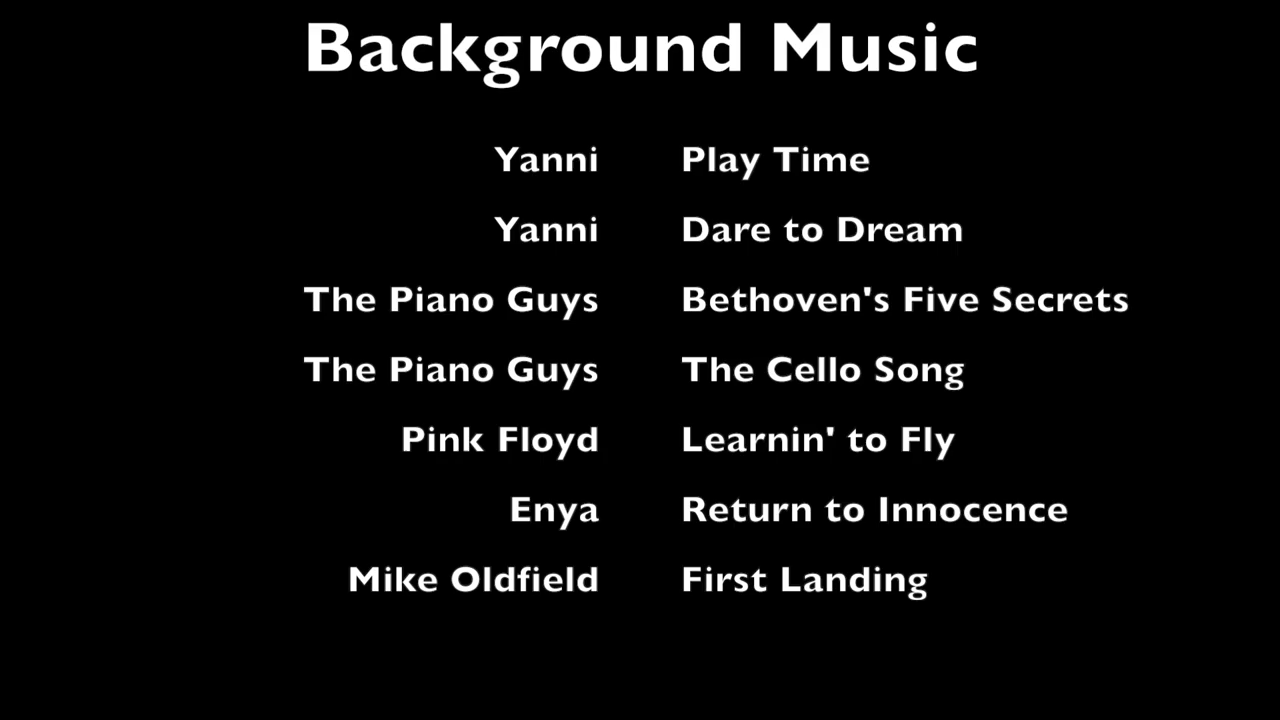 Background Music
Yanni Play Time
Yanni Dare to Dream
The Piano Guys Bethoven's Five Secrets
The Piano Guys The Cello Song
Pink Floyd Learnin' to Fly
Enya Return to Innocence
Mike Oldfield First Landing